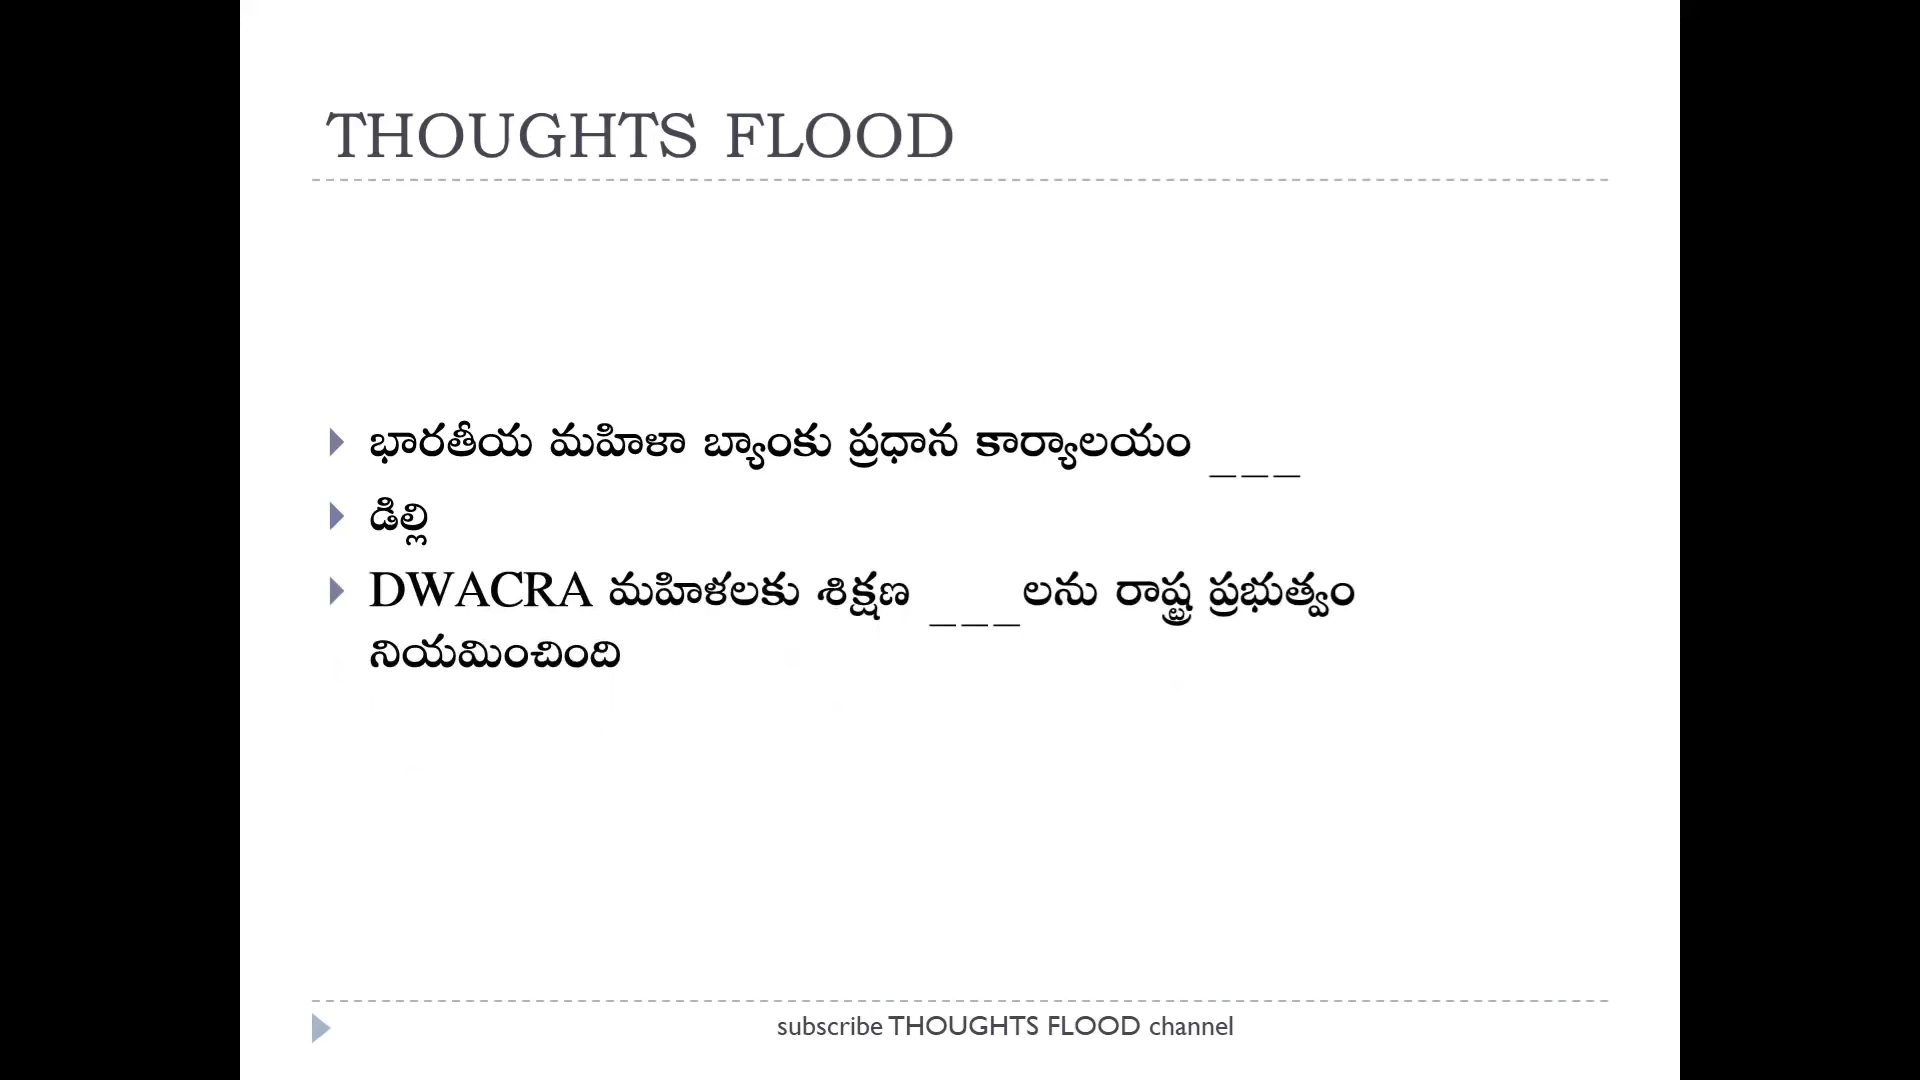 THOUGHTS FLOOD
భారతీయ మహిళా బ్యాంకు ప్రధాన కార్యాలయం ___
డిల్లి
DWACRA మహిళలకు శిక్షణ ___లను రాష్ట్ర ప్రభుత్వం
నియమించింది
subscribe THOUGHTS FLOOD channel